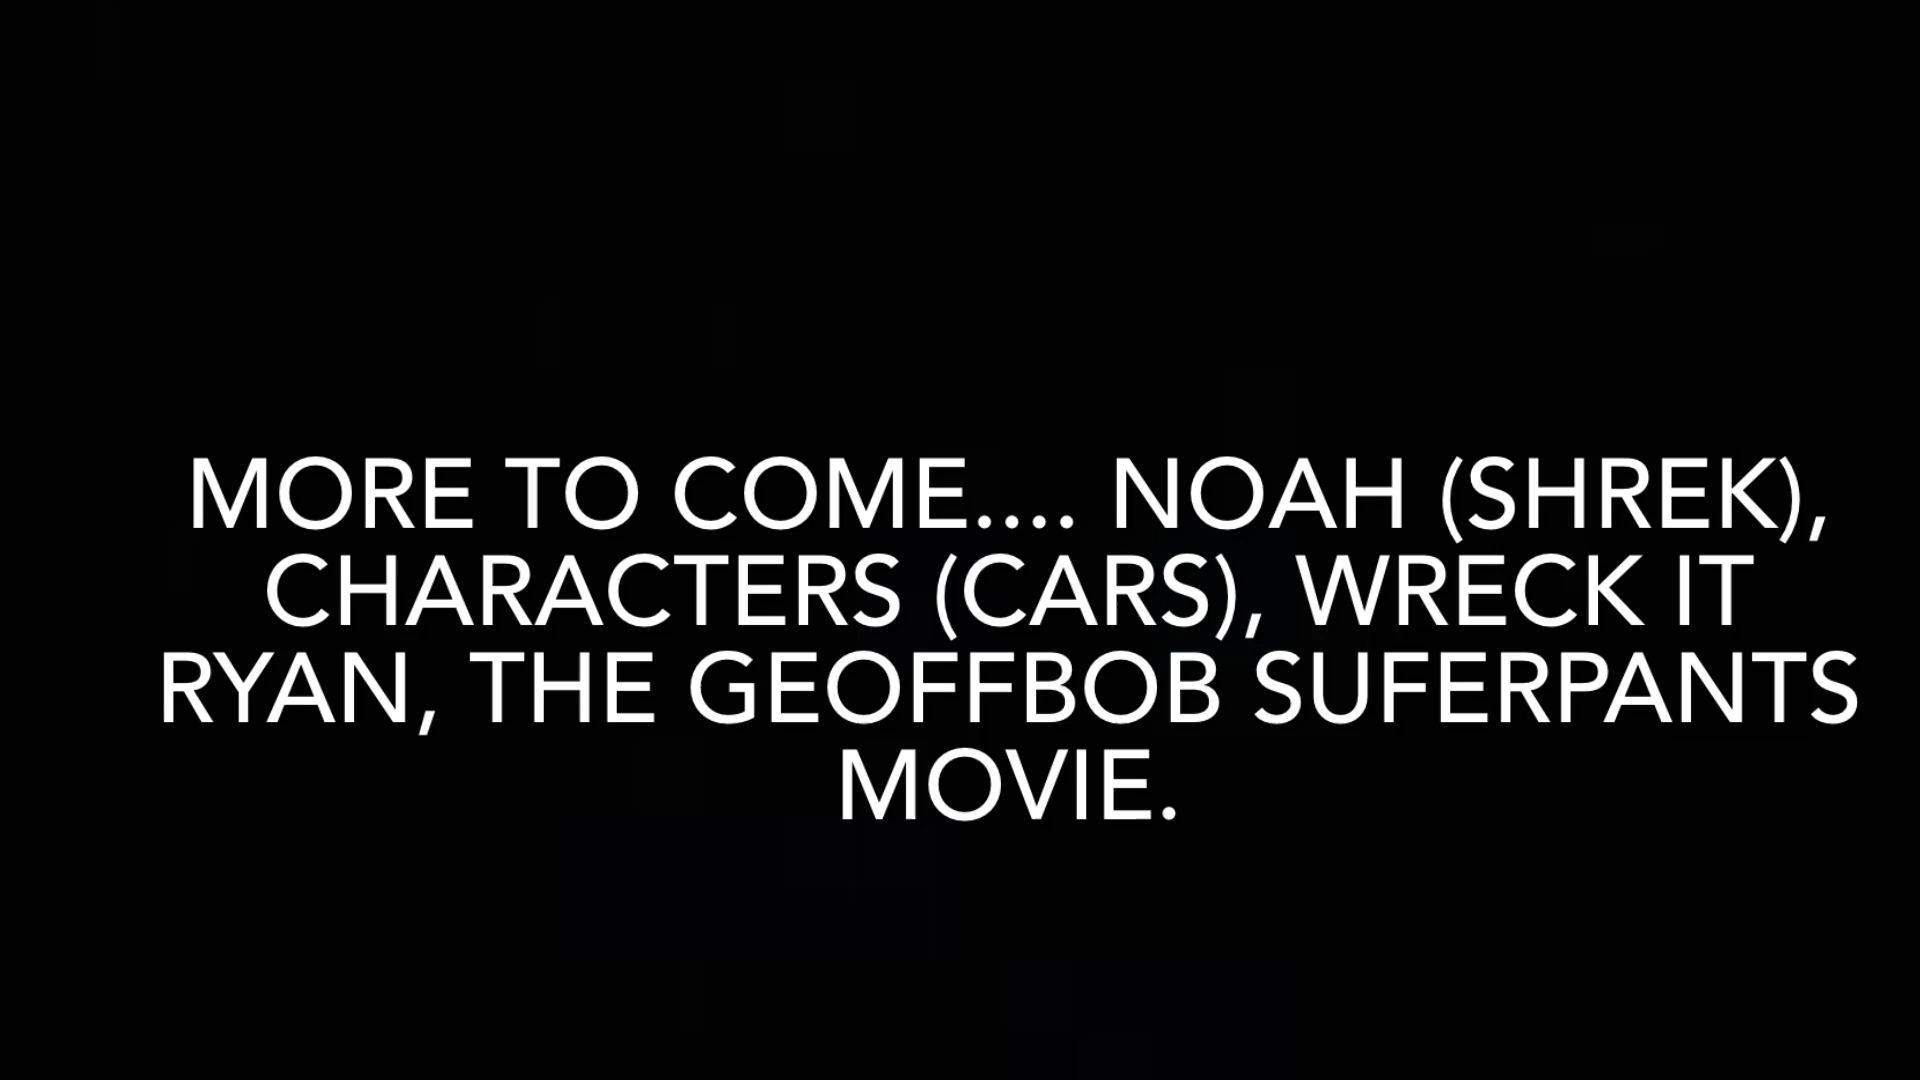 MORE TO COME.... NOAH (SHREK),
CHARACTERS (CARS), WRECK IT
RYAN, THE GEOFFBOB SUFERPANTS
MOVIE.